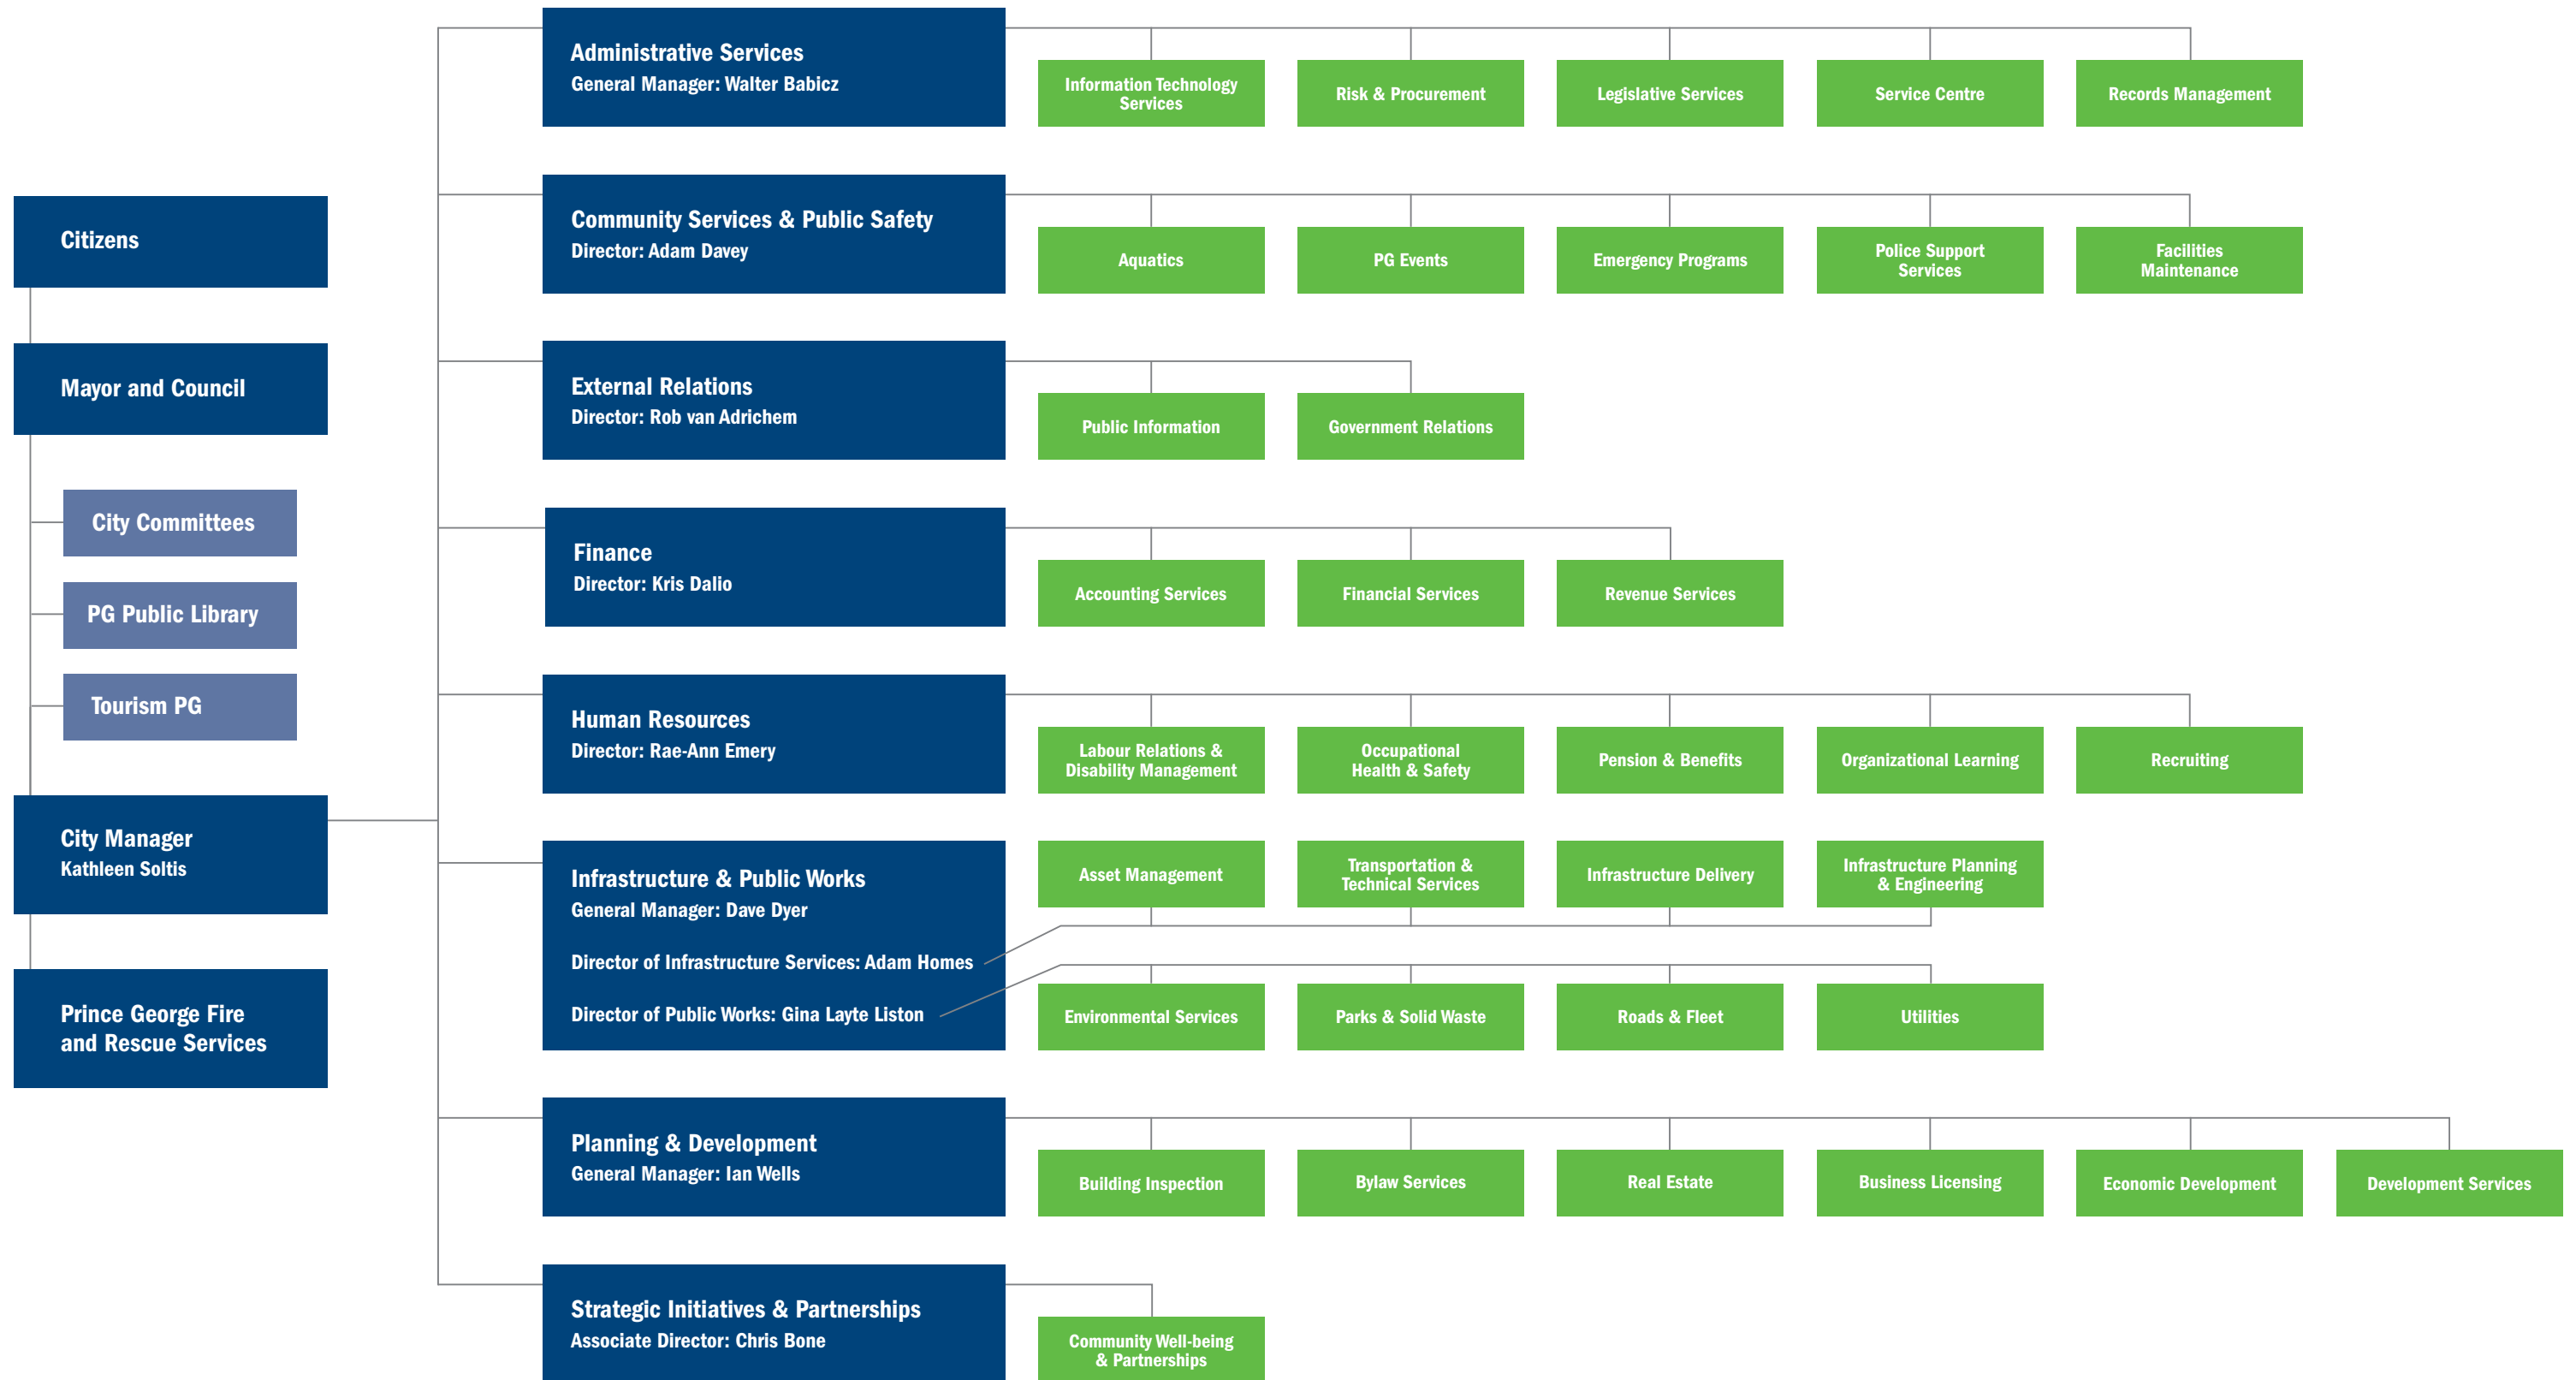 Citizens
Mayor and Council
City Committees
PG Public Library
Tourism PG
City Manager
Kathleen Soltis
Prince George Fire
and Rescue Services
Administrative Services
General Manager: Walter Babicz
Information Technology
Services
Risk & Procurement
Legislative Services
Service Centre
Records Management
Community Services & Public Safety
Director: Adam Davey
Aquatics
PG Events
Emergency Programs
Police Support
Services
Facilities
Maintenance
External Relations
Director: Rob van Adrichem
Public Information
Government Relations
Finance
Director: Kris Dalio
Accounting Services
Financial Services
Revenue Services
Human Resources
Director: Rae-Ann Emery
Labour Relations &
Disability Management
Occupational
Health & Safety
Pension & Benefits
Organizational Learning
Recruiting
Infrastructure & Public Works
General Manager: Dave Dyer
Director of Infrastructure Services: Adam Homes
Director of Public Works: Gina Layte Liston
Asset Management
Transportation &
Technical Services
Infrastructure Delivery
Infrastructure Planning
& Engineering
Environmental Services
Parks & Solid Waste
Roads & Fleet
Utilities
Planning & Development
General Manager: Ian Wells
Building Inspection
Bylaw Services
Real Estate
Business Licensing
Economic Development
Development Services
Strategic Initiatives & Partnerships
Associate Director: Chris Bone
Community Well-being
& Partnerships